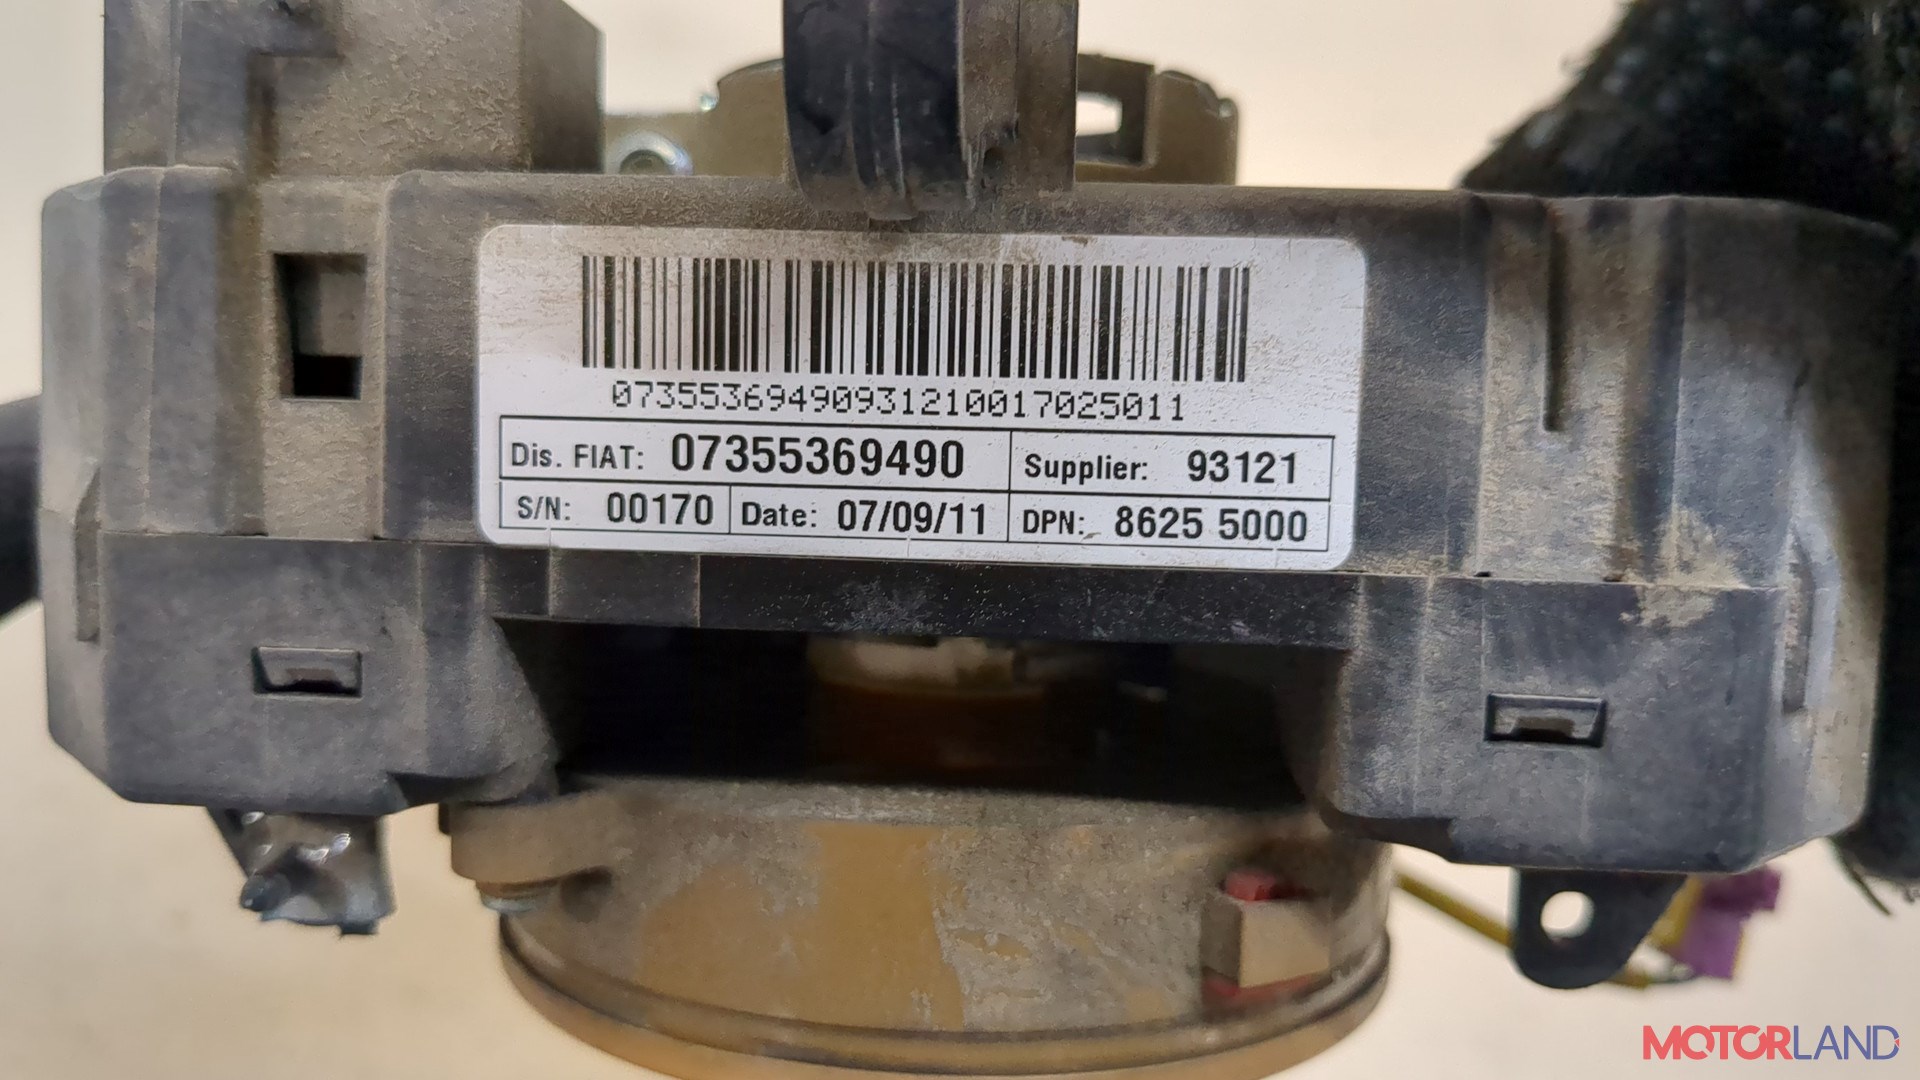 07355369490931210017025011
Dis. FIAT: 07355369490 Supplier: 93121
S/N: 00170 Date: 07/09/11 DPN: 8625 5000
MOTORLAND